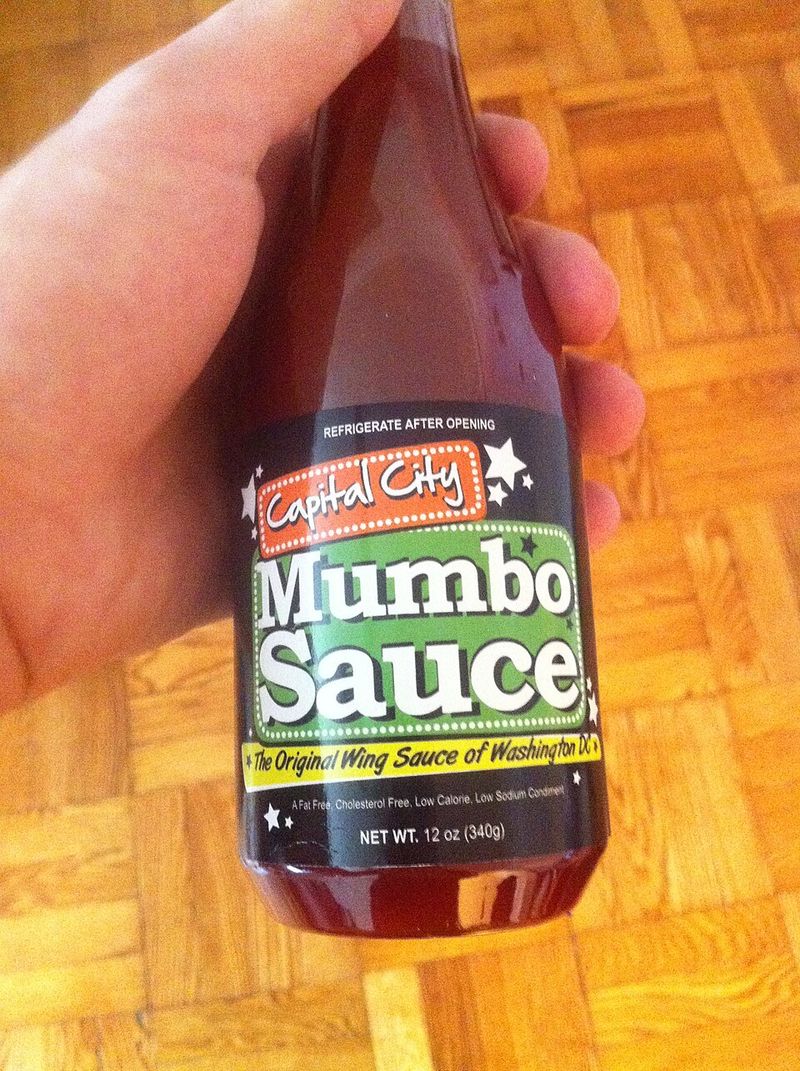 REFRIGERATE AFTER OPENING
Capital City
Mumbo
Sauce
The Original Wing Sauce of Washington DC
A Fat Free, Cholesterol Free, Low Calorie, Low Sodium Condiment
NET WT. 12 oz (340g)